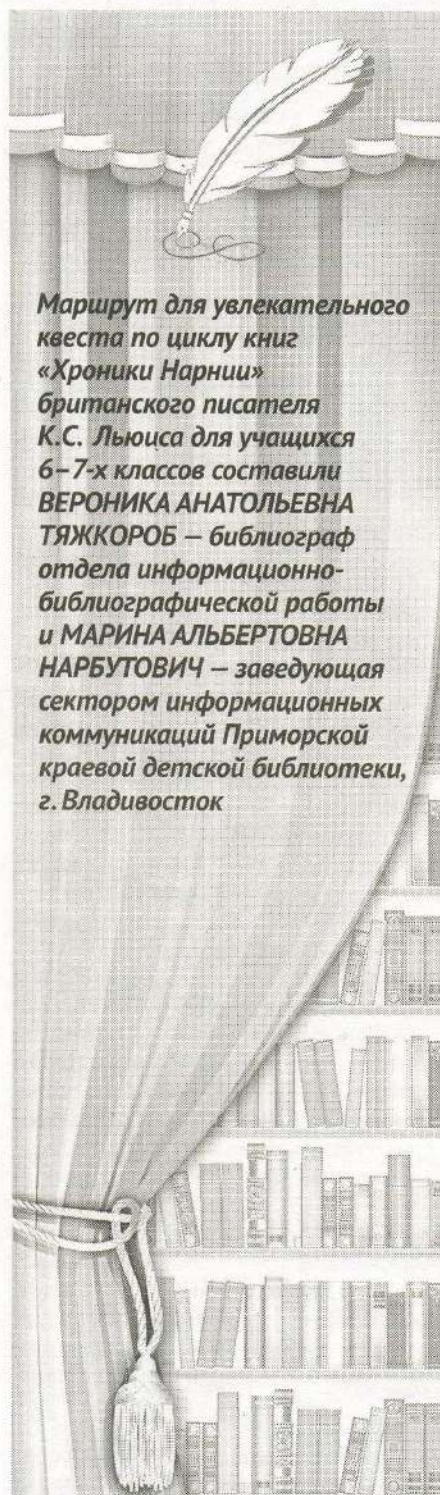 Маршрут для увлекательного
квеста по циклу книг
«Хроники Нарнии»
британского писателя
К.С. Льюиса для учащихся
6–7-х классов составили
ВЕРОНИКА АНАТОЛЬЕВНА
ТЯЖКОРОБ – библиограф
отдела информационно-
библиографической работы
и МАРИНА АЛЬБЕРТОВНА
НАРБУТОВИЧ – заведующая
сектором информационных
коммуникаций Приморской
краевой детской библиотеки,
г. Владивосток